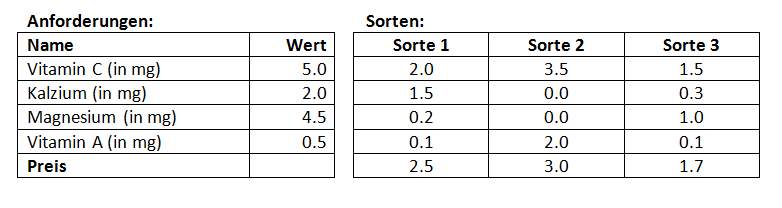 Anforderungen: Sorten:
Name Wert Sorte 1 Sorte 2 Sorte 3
Vitamin C (in mg) 5.0 2.0 3.5 1.5
Kalzium (in mg) 2.0 1.5 0.0 0.3
Magnesium (in mg) 4.5 0.2 0.0 1.0
Vitamin A (in mg) 0.5 0.1 2.0 0.1
Preis 2.5 3.0 1.7